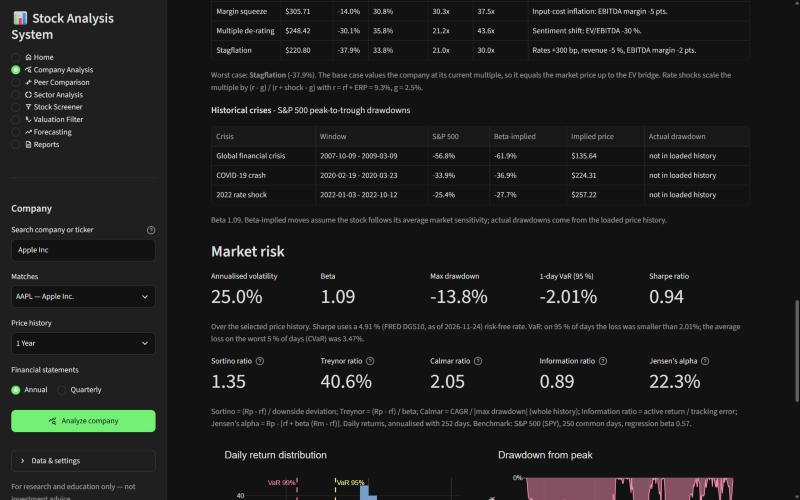 Stock Analysis
System
Home
Company Analysis
Peer Comparison
Sector Analysis
Stock Screener
Valuation Filter
Forecasting
Reports
Company
Search company or ticker
Apple Inc
Matches
AAPL — Apple Inc.
Price history
1 Year
Financial statements
Annual Quarterly
Analyze company
Data & settings
For research and education only — not
investment advice
Margin squeeze $305.71 -14.0% 30.8% 30.3x 37.5x Input-cost inflation: EBITDA margin -5 pts.
Multiple de-rating $248.42 -30.1% 35.8% 21.2x 43.6x Sentiment shift: EV/EBITDA -30 %.
Stagflation $220.80 -37.9% 33.8% 21.0x 30.0x Rates +300 bp, revenue -5 %, EBITDA margin -2 pts.
Worst case: Stagflation (-37.9%). The base case values the company at its current multiple, so it equals the market price up to the EV bridge. Rate shocks scale the
multiple by (r - g) / (r + shock - g) with r = rf + ERP = 9.3%, g = 2.5%.
Historical crises - S&P 500 peak-to-trough drawdowns
Crisis Window S&P 500 Beta-implied Implied price Actual drawdown
Global financial crisis 2007-10-09 - 2009-03-09 -56.8% -61.9% $135.64 not in loaded history
COVID-19 crash 2020-02-19 - 2020-03-23 -33.9% -36.9% $224.31 not in loaded history
2022 rate shock 2022-01-03 - 2022-10-12 -25.4% -27.7% $257.22 not in loaded history
Beta 1.09. Beta-implied moves assume the stock follows its average market sensitivity; actual drawdowns come from the loaded price history.
Market risk
Annualised volatility Beta Max drawdown 1-day VaR (95 %) Sharpe ratio
25.0% 1.09 -13.8% -2.01% 0.94
Over the selected price history. Sharpe uses a 4.91 % (FRED DGS10, as of 2026-11-24) risk-free rate. VaR: on 95 % of days the loss was smaller than 2.01%; the average
loss on the worst 5 % of days (CVaR) was 3.47%.
Sortino ratio Treynor ratio Calmar ratio Information ratio Jensen's alpha
1.35 40.6% 2.05 0.89 22.3%
Sortino = (Rp - rf) / downside deviation; Treynor = (Rp - rf) / beta; Calmar = CAGR / |max drawdown| (whole history); Information ratio = active return / tracking error;
Jensen's alpha = Rp - [rf + beta (Rm - rf)]. Daily returns, annualised with 252 days. Benchmark: S&P 500 (SPY), 250 common days, regression beta 0.57.
Daily return distribution Drawdown from peak
VaR 99% VaR 95% 0%
40